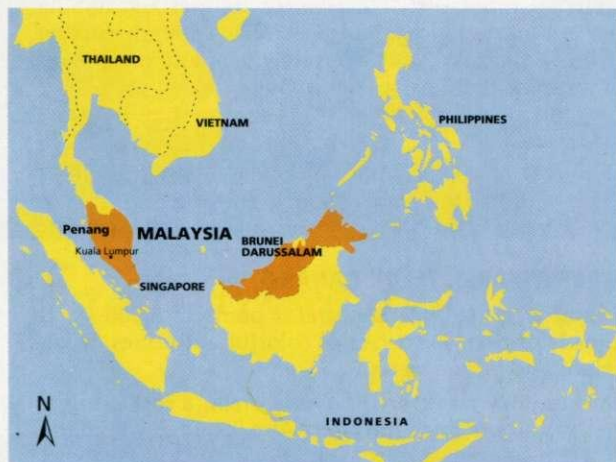 THAILAND
VIETNAM
PHILIPPINES
Penang
MALAYSIA
Kuala Lumpur
BRUNEI
DARUSSALAM
SINGAPORE
N
INDONESIA